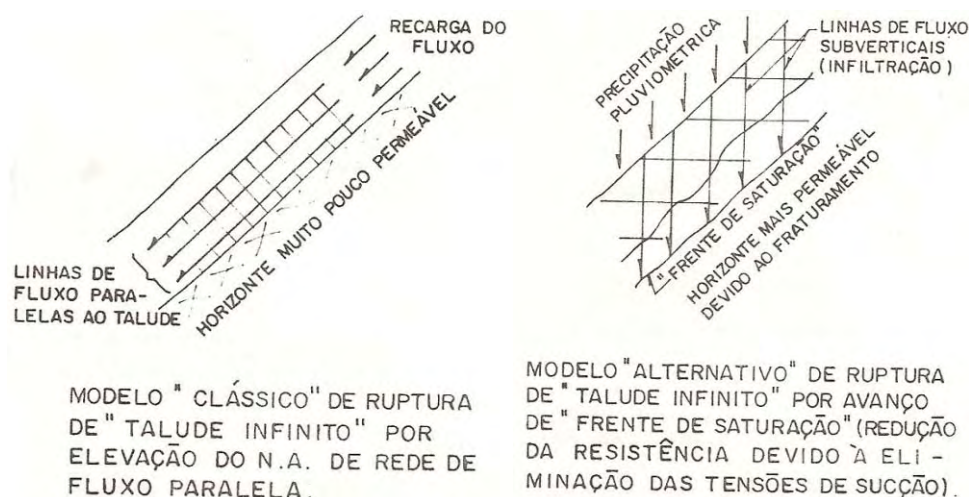 RECARGA DO
FLUXO
HORIZONTE MUITO POUCO PERMEÁVEL
LINHAS DE
FLUXO PARA-
LELAS AO TALUDE
MODELO " CLÁSSICO" DE RUPTURA
DE " TALUDE INFINITO" POR
ELEVAÇÃO DO N.A. DE REDE DE
FLUXO PARALELA.
PRECIPITAÇÃO
PLUVIOMETRICA
LINHAS DE FLUXO
SUBVERTICAIS
(INFILTRAÇÃO)
"FRENTE DE SATURAÇÃO"
HORIZONTE MAIS PERMEÁVEL
DEVIDO AO FRATURAMENTO
MODELO "ALTERNATIVO" DE RUPTURA
DE " TALUDE INFINITO" POR AVANÇO
DE " FRENTE DE SATURAÇÃO" (REDUÇÃO
DA RESISTÊNCIA DEVIDO À ELI -
MINAÇÃO DAS TENSÕES DE SUCÇÃO).